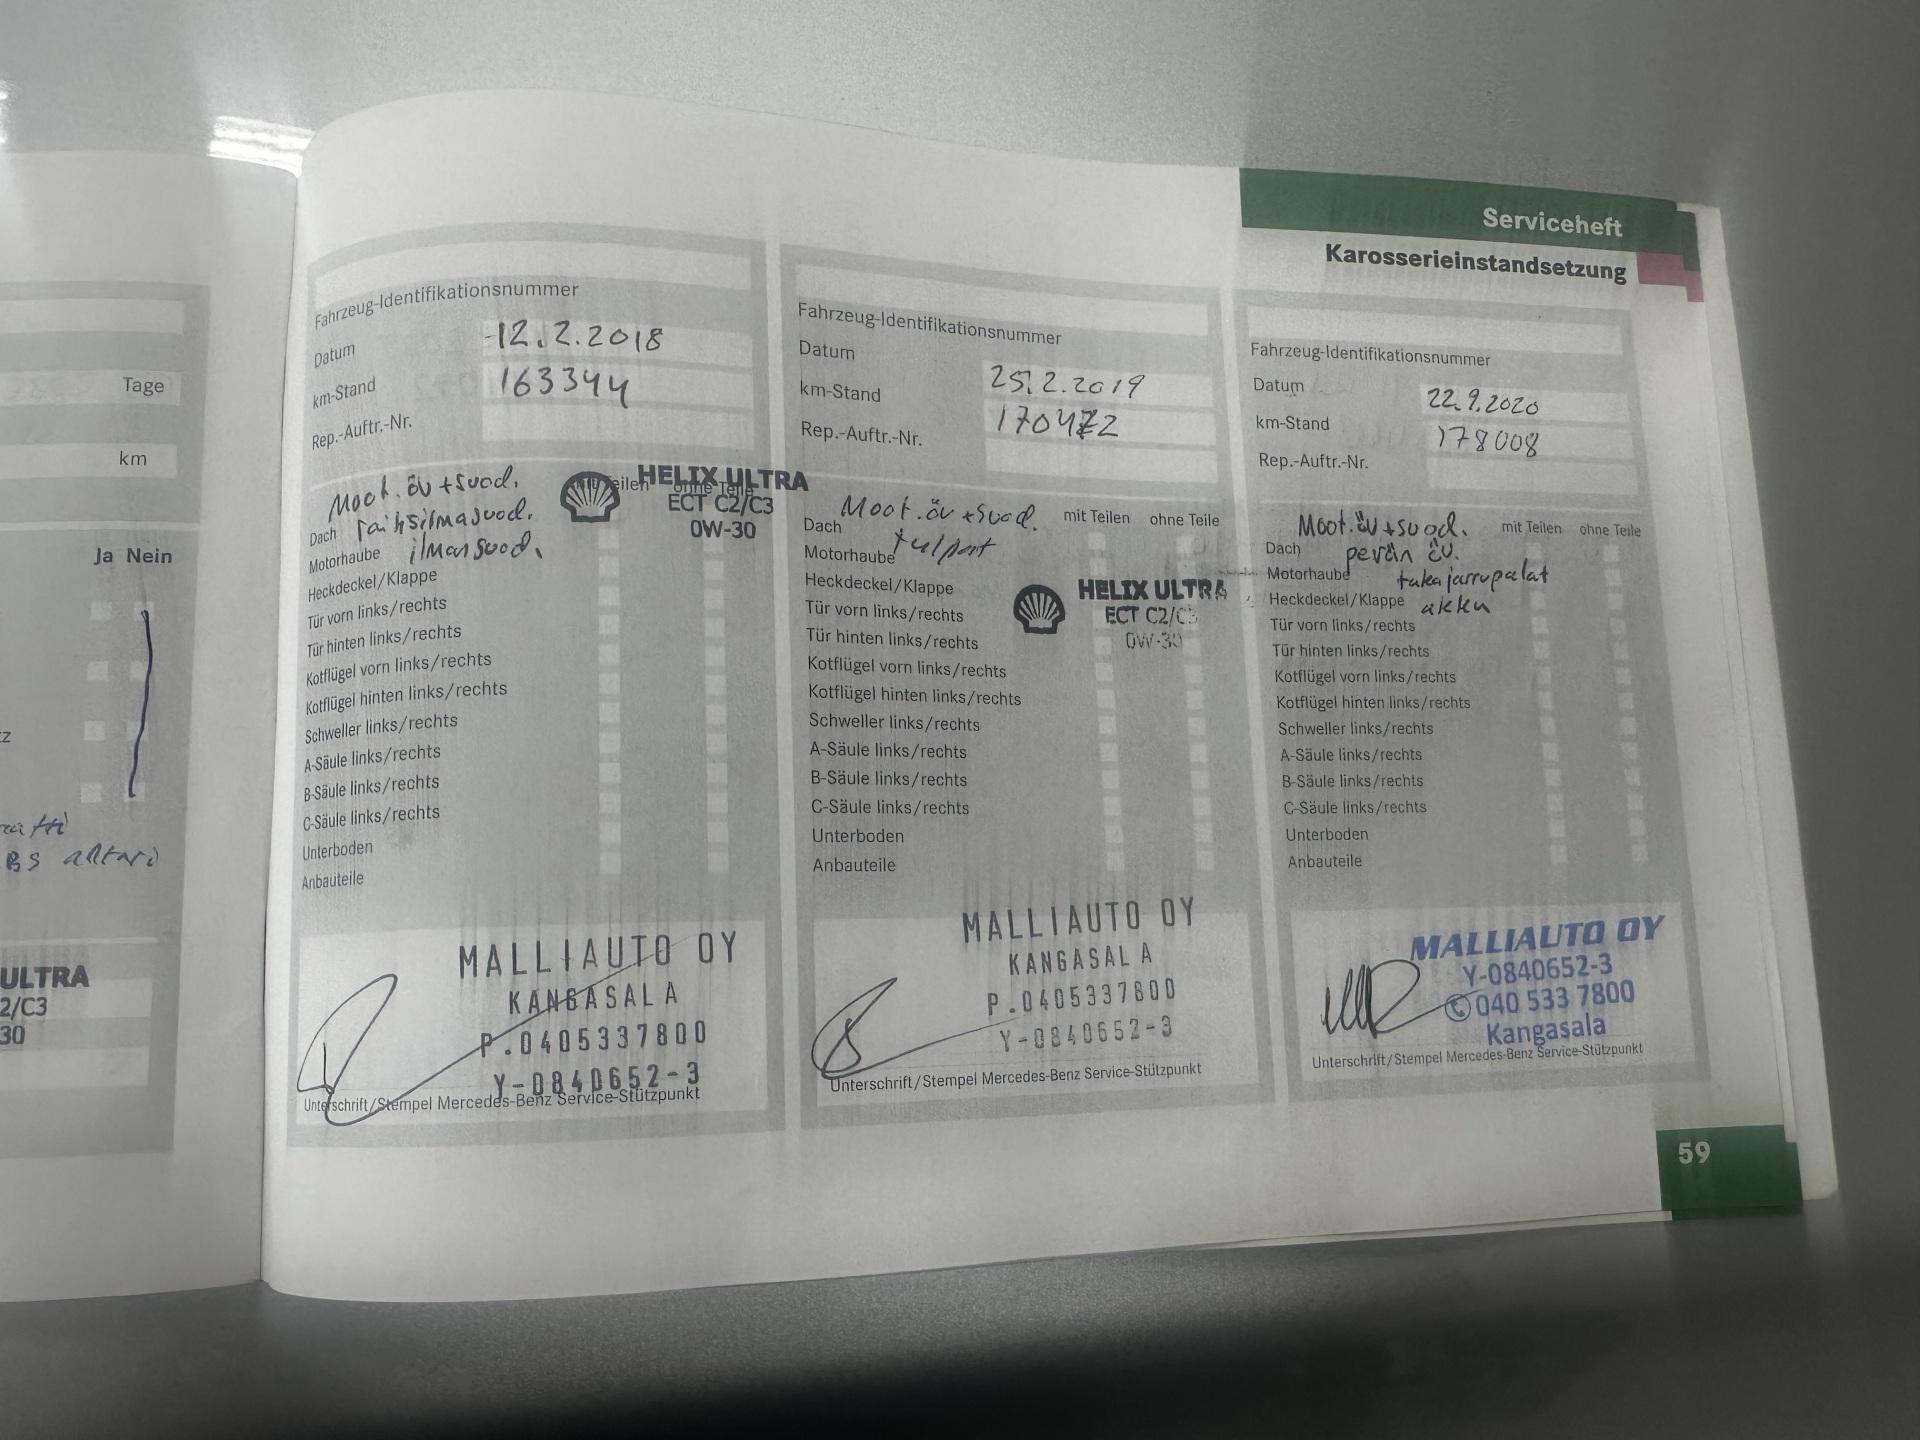 Tage
km
Ja Nein
ULTRA
2/C3
30
Serviceheft
Karosserieinstandsetzung
Fahrzeug-Identifikationsnummer
Datum 12.2.2018
km-Stand 163344
Rep.-Auftr.-Nr.
Moot. öv + suod.
HELIX ULTRA
ECT C2/C3
0W-30
Dach raitisilmasuod.
Motorhaube ilmansuod.
Heckdeckel/Klappe
Tür vorn links/rechts
Tür hinten links/rechts
Kotflügel vorn links/rechts
Kotflügel hinten links/rechts
Schweller links/rechts
A-Säule links/rechts
B-Säule links/rechts
C-Säule links/rechts
Unterboden
Anbauteile
MALLIAUTO OY
KANGASALA
P.0405337800
Y-0840652-3
Unterschrift/Stempel Mercedes-Benz Service-Stützpunkt
Fahrzeug-Identifikationsnummer
Datum 25.2.2019
km-Stand
Rep.-Auftr.-Nr.
Moot. öv + suod. mit Teilen ohne Teile
Dach
Motorhaube tulpat
Heckdeckel/Klappe
HELIX ULTRA
ECT C2/C3
0W-30
Tür vorn links/rechts
Tür hinten links/rechts
Kotflügel vorn links/rechts
Kotflügel hinten links/rechts
Schweller links/rechts
A-Säule links/rechts
B-Säule links/rechts
C-Säule links/rechts
Unterboden
Anbauteile
MALLIAUTO OY
KANGASALA
P.0405337800
Y-0840652-3
Unterschrift/Stempel Mercedes-Benz Service-Stützpunkt
Fahrzeug-Identifikationsnummer
Datum 22.9.2020
km-Stand 178008
Rep.-Auftr.-Nr.
Moot. öv + suod. mit Teilen ohne Teile
Dach perän öv.
Motorhaube takajarrupalat
Heckdeckel/Klappe akku
Tür vorn links/rechts
Tür hinten links/rechts
Kotflügel vorn links/rechts
Kotflügel hinten links/rechts
Schweller links/rechts
A-Säule links/rechts
B-Säule links/rechts
C-Säule links/rechts
Unterboden
Anbauteile
MALLIAUTO OY
Y-0840652-3
040 533 7800
Kangasala
Unterschrift/Stempel Mercedes-Benz Service-Stützpunkt
59